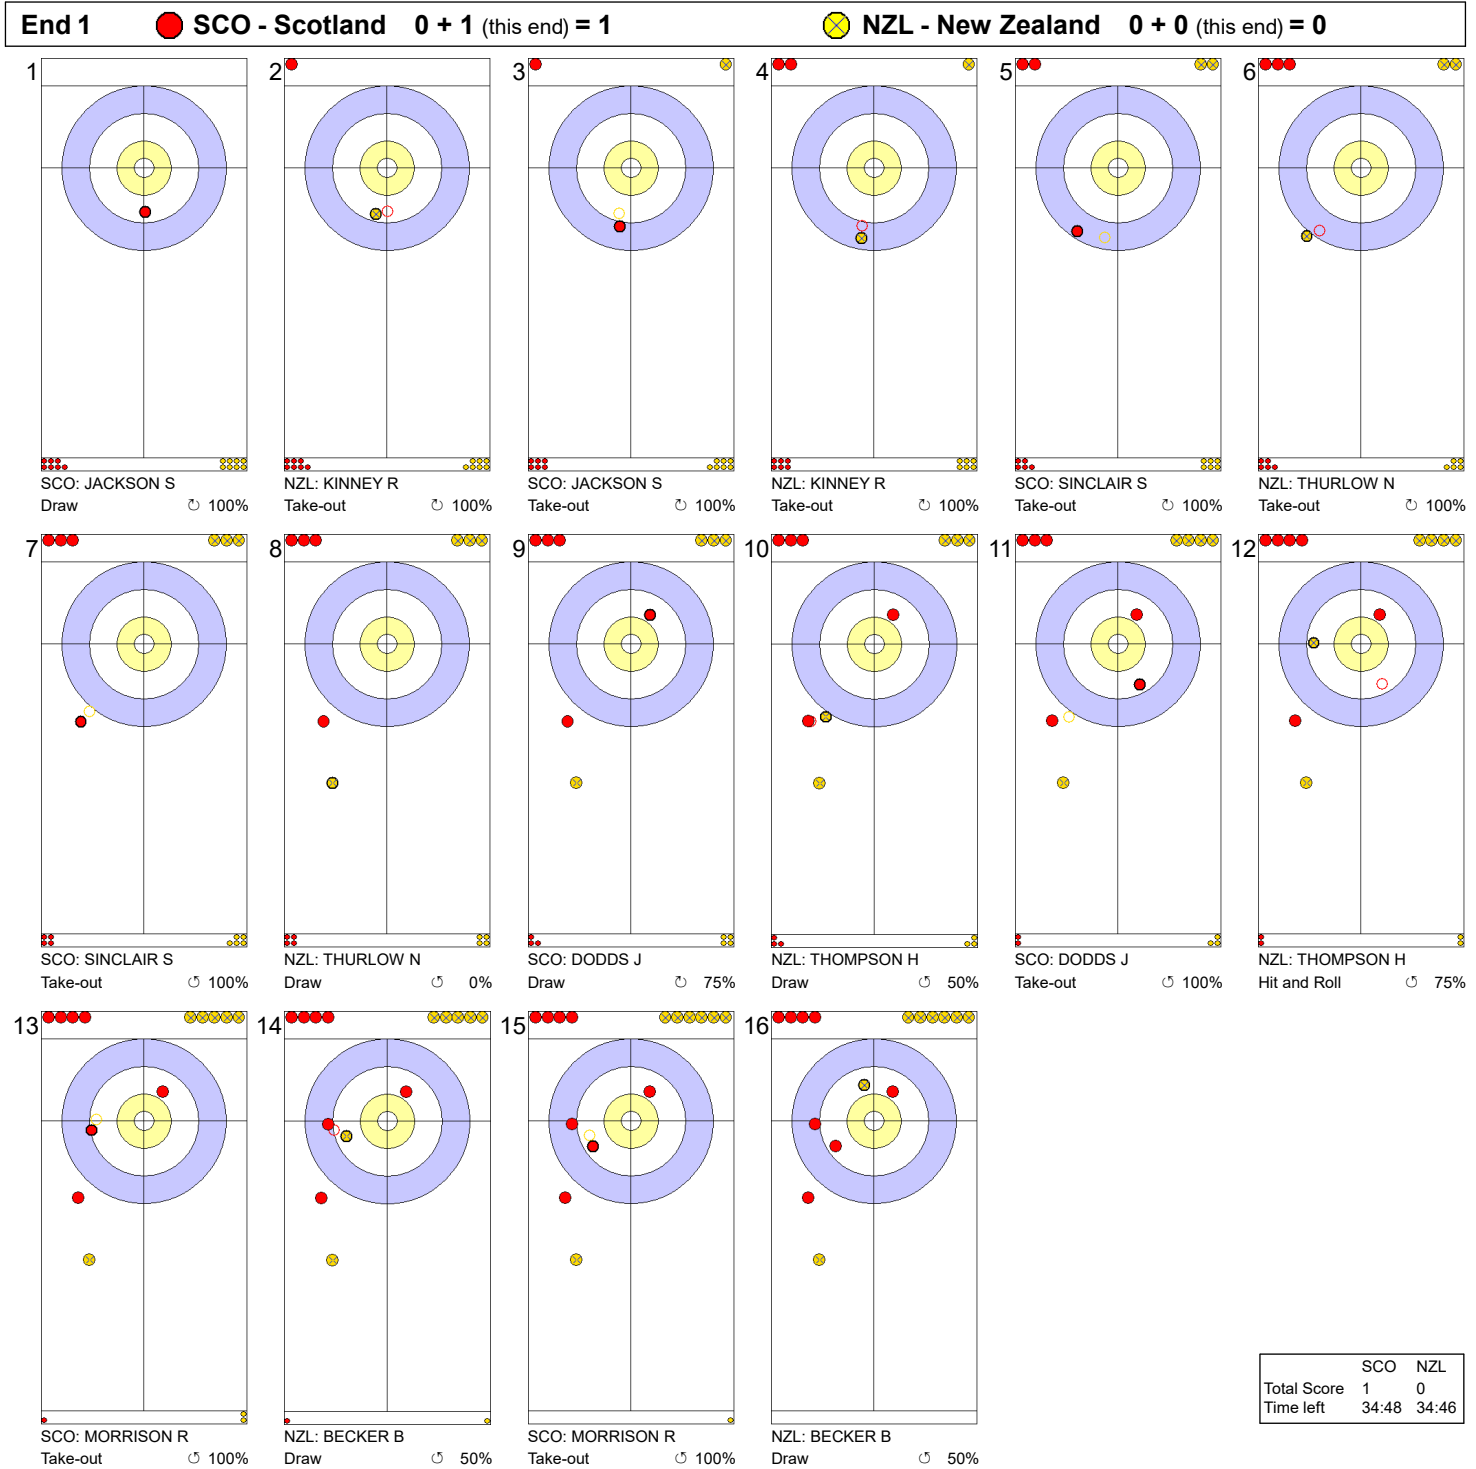 End 1 SCO - Scotland 0 + 1 (this end) = 1 NZL - New Zealand 0 + 0 (this end) = 0
1 2 3 4 5 6
SCO: JACKSON S NZL: KINNEY R SCO: JACKSON S NZL: KINNEY R SCO: SINCLAIR S NZL: THURLOW N
Draw ↻ 100% Take-out ↻ 100% Take-out ↻ 100% Take-out ↻ 100% Take-out ↻ 100% Take-out ↻ 100%
7 8 9 10 11 12
SCO: SINCLAIR S NZL: THURLOW N SCO: DODDS J NZL: THOMPSON H SCO: DODDS J NZL: THOMPSON H
Take-out ↺ 100% Draw ↺ 0% Draw ↻ 75% Draw ↺ 50% Take-out ↺ 100% Hit and Roll ↺ 75%
13 14 15 16
SCO NZL
Total Score 1 0
Time left 34:48 34:46
SCO: MORRISON R NZL: BECKER B SCO: MORRISON R NZL: BECKER B
Take-out ↺ 100% Draw ↺ 50% Take-out ↺ 100% Draw ↺ 50%